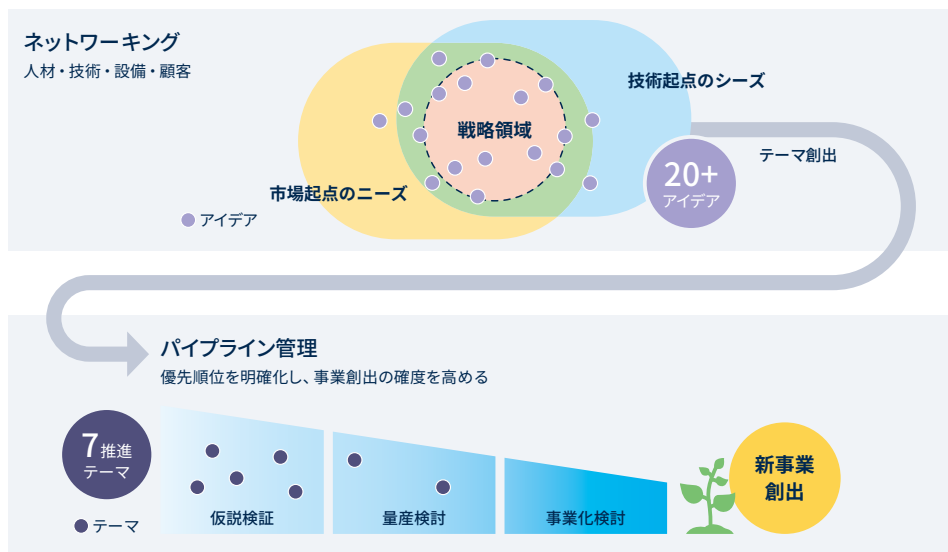 ネットワーキング
人材・技術・設備・顧客
技術起点のシーズ
戦略領域
市場起点のニーズ
アイデア
テーマ創出
20+
アイデア
パイプライン管理
優先順位を明確化し、事業創出の確度を高める
7推進
テーマ
テーマ
仮説検証
量産検討
事業化検討
新事業
創出